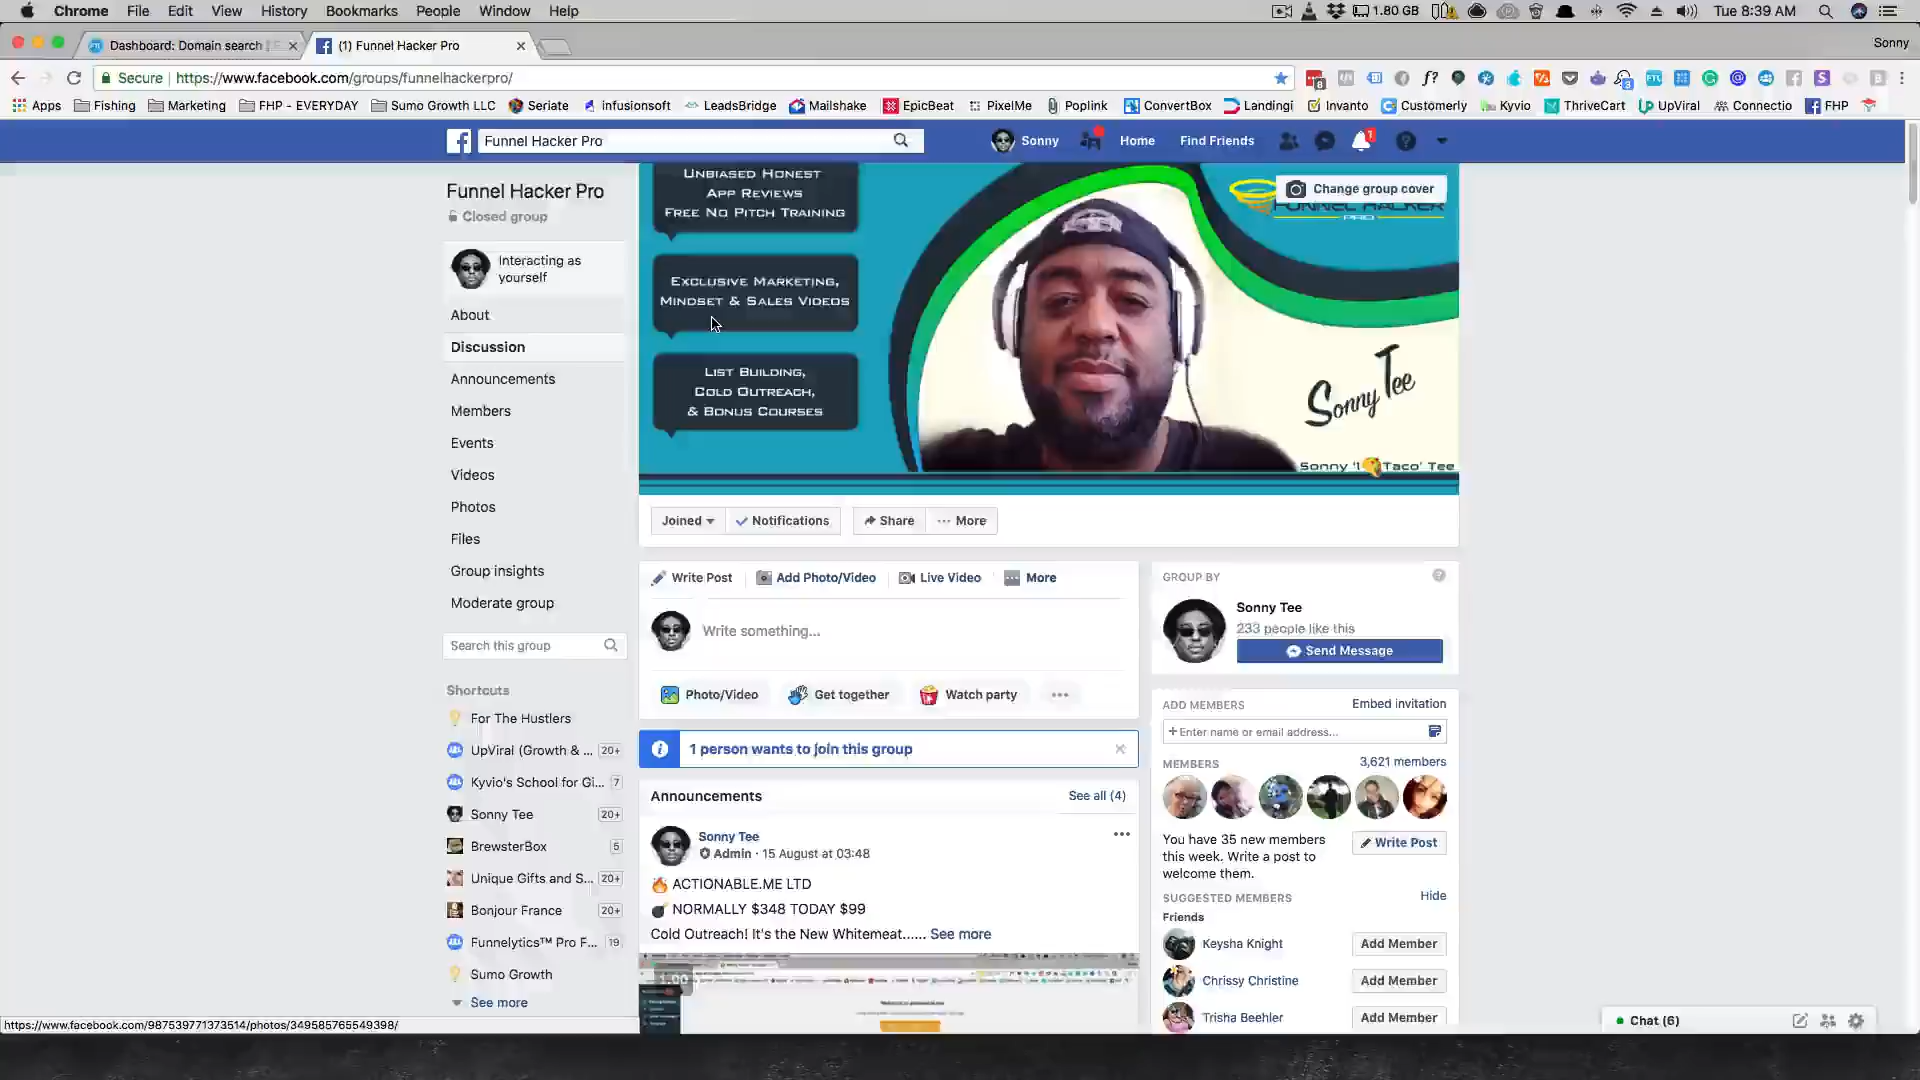 Chrome File Edit View History Bookmarks People Window Help 1.80 GB Tue 8:39 AM
Dashboard: Domain search (1) Funnel Hacker Pro Sonny
Secure https://www.facebook.com/groups/funnelhackerpro/
Apps Fishing Marketing FHP - EVERYDAY Sumo Growth LLC Seriate infusionsoft LeadsBridge Mailshake EpicBeat PixelMe Poplink ConvertBox Landingi Invanto Customerly Kyvio ThriveCart UpViral Connectio FHP
Funnel Hacker Pro Sonny Home Find Friends 1
Funnel Hacker Pro
Closed group
Interacting as
yourself
About
Discussion
Announcements
Members
Events
Videos
Photos
Files
Group insights
Moderate group
Search this group
Shortcuts
For The Hustlers
UpViral (Growth & ... 20+
Kyvio's School for Gi... 7
Sonny Tee 20+
BrewsterBox 5
Unique Gifts and S... 20+
Bonjour France 20+
Funnelytics™ Pro F... 19
Sumo Growth
See more
Unbiased Honest
App Reviews
Free No Pitch Training
Exclusive Marketing,
Mindset & Sales Videos
List Building,
Cold Outreach,
& Bonus Courses
Change group cover
Funnel Hacker
PRO
Sonny Tee
Sonny 'I Taco' Tee
Joined Notifications Share More
Write Post Add Photo/Video Live Video More
Write something...
Photo/Video Get together Watch party
1 person wants to join this group
Announcements See all (4)
Sonny Tee
Admin · 15 August at 03:48
ACTIONABLE.ME LTD
NORMALLY $348 TODAY $99
Cold Outreach! It's the New Whitemeat...... See more
GROUP BY
Sonny Tee
233 people like this
Send Message
ADD MEMBERS Embed invitation
+ Enter name or email address...
MEMBERS 3,621 members
You have 35 new members
this week. Write a post to
welcome them.
Write Post
SUGGESTED MEMBERS Hide
Friends
Keysha Knight Add Member
Chrissy Christine Add Member
Trisha Beehler Add Member
https://www.facebook.com/987539771373514/photos/349585765549398/
Chat (6)